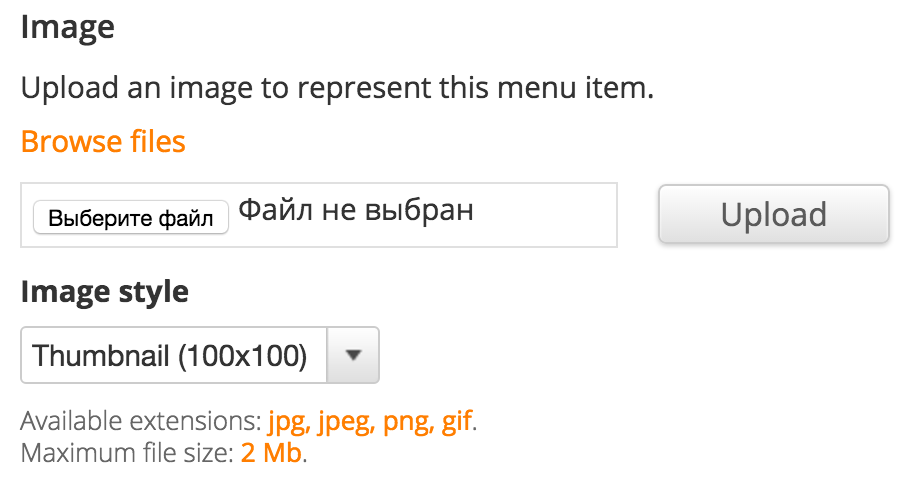 Image
Upload an image to represent this menu item.
Browse files
Выберите файл Файл не выбран Upload
Image style
Thumbnail (100x100)
Available extensions: jpg, jpeg, png, gif.
Maximum file size: 2 Mb.